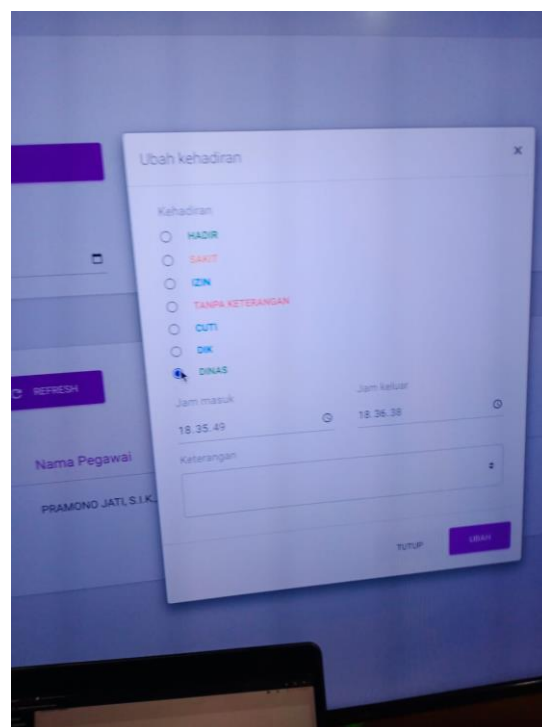 Ubah kehadiran
Kehadiran
HADIR
SAKIT
IZIN
TANPA KETERANGAN
CUTI
DIK
DINAS
REFRESH
Jam masuk
Jam keluar
18.35.49
18.36.38
Nama Pegawai
Keterangan
PRAMONO JATI, S.I.K.,
TUTUP
UBAH